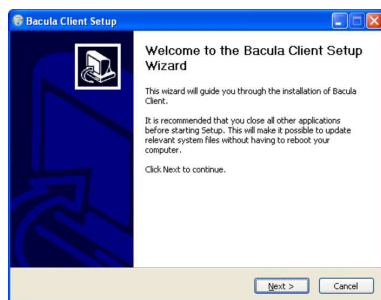 Bacula Client Setup
Welcome to the Bacula Client Setup
Wizard
This wizard will guide you through the installation of Bacula
Client.
It is recommended that you close all other applications
before starting Setup. This will make it possible to update
relevant system files without having to reboot your
computer.
Click Next to continue.
Next > Cancel